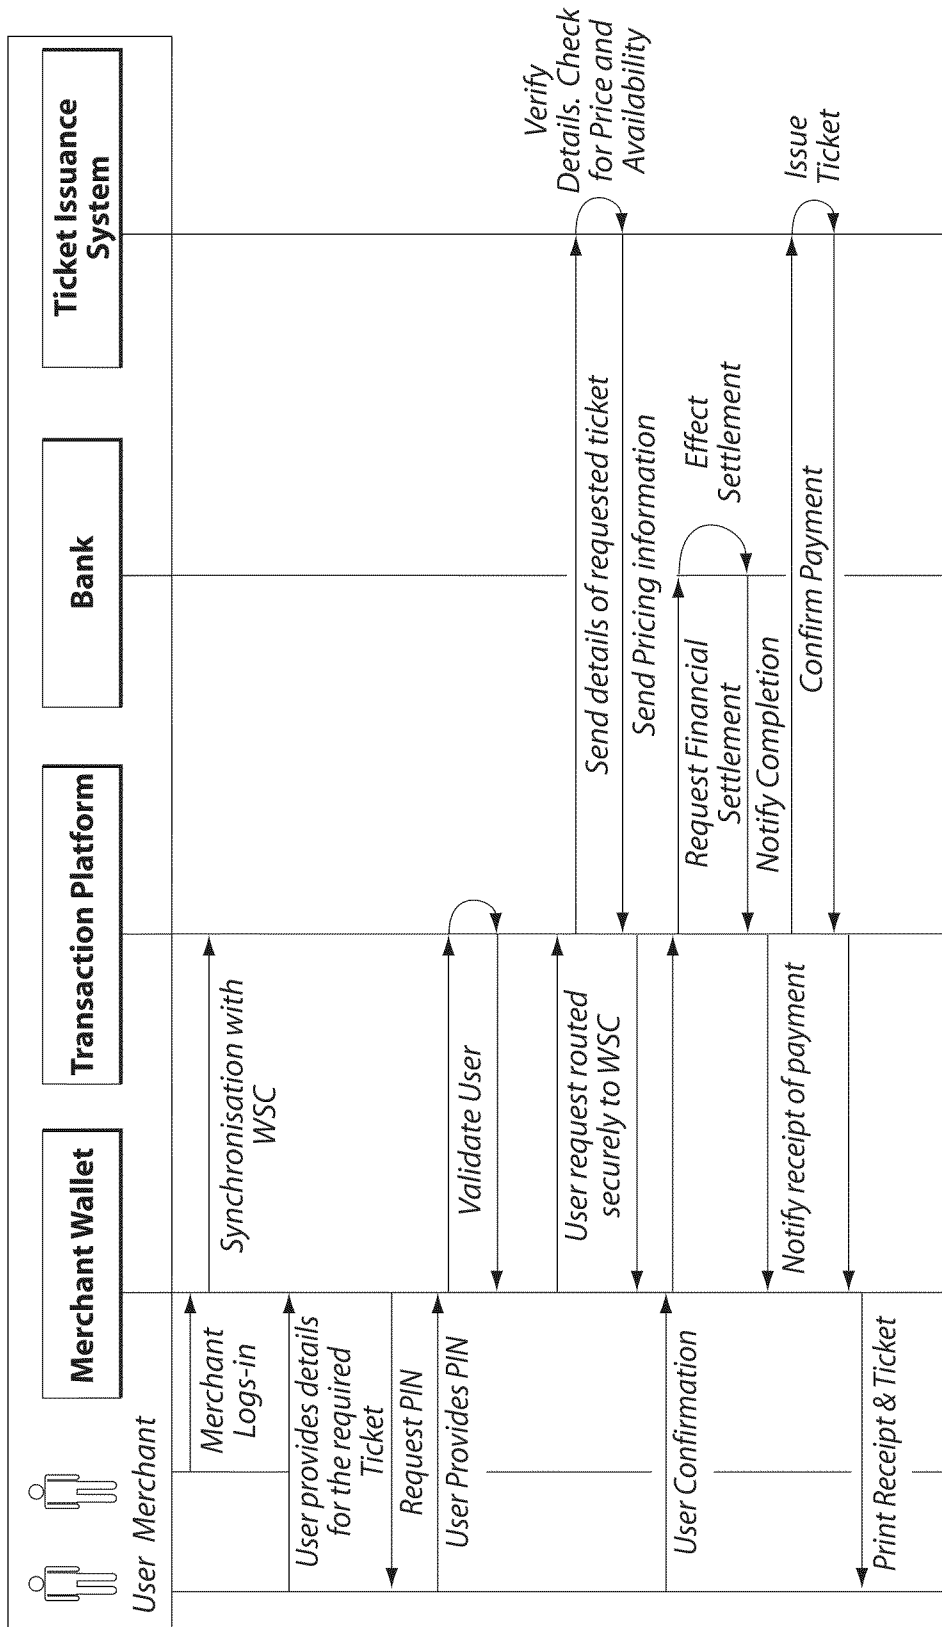 User Merchant
Merchant Wallet
Transaction Platform
Bank
Ticket Issuance
System
Merchant
Logs-in
Synchronisation with
WSC
User provides details
for the required
Ticket
Request PIN
User Provides PIN
Validate User
User request routed
securely to WSC
Send details of requested ticket
Verify
Details. Check
for Price and
Availability
Send Pricing information
User Confirmation
Request Financial
Settlement
Effect
Settlement
Notify Completion
Notify receipt of payment
Confirm Payment
Issue
Ticket
Print Receipt & Ticket